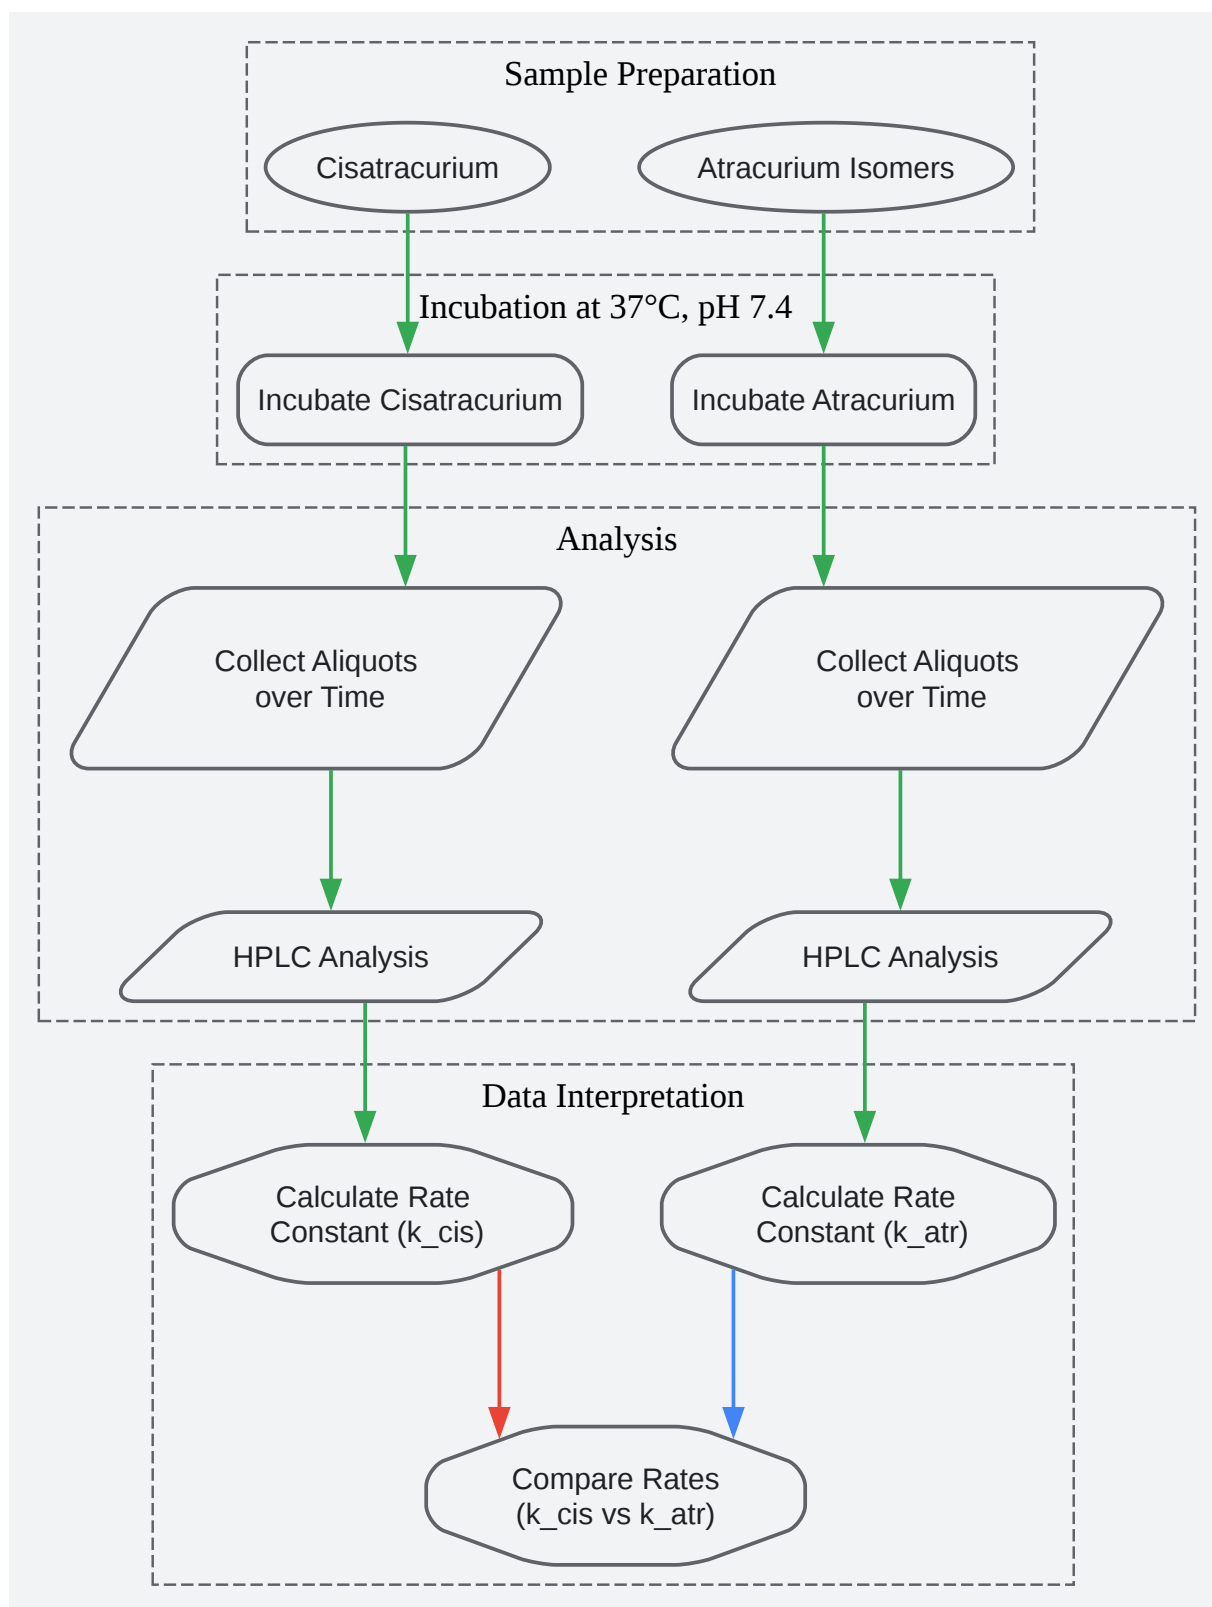 Sample Preparation
Cisatracurium
Atracurium Isomers
Incubation at 37°C, pH 7.4
Incubate Cisatracurium
Incubate Atracurium
Analysis
Collect Aliquots
over Time
Collect Aliquots
over Time
HPLC Analysis
HPLC Analysis
Data Interpretation
Calculate Rate
Constant (k_cis)
Calculate Rate
Constant (k_atr)
Compare Rates
(k_cis vs k_atr)